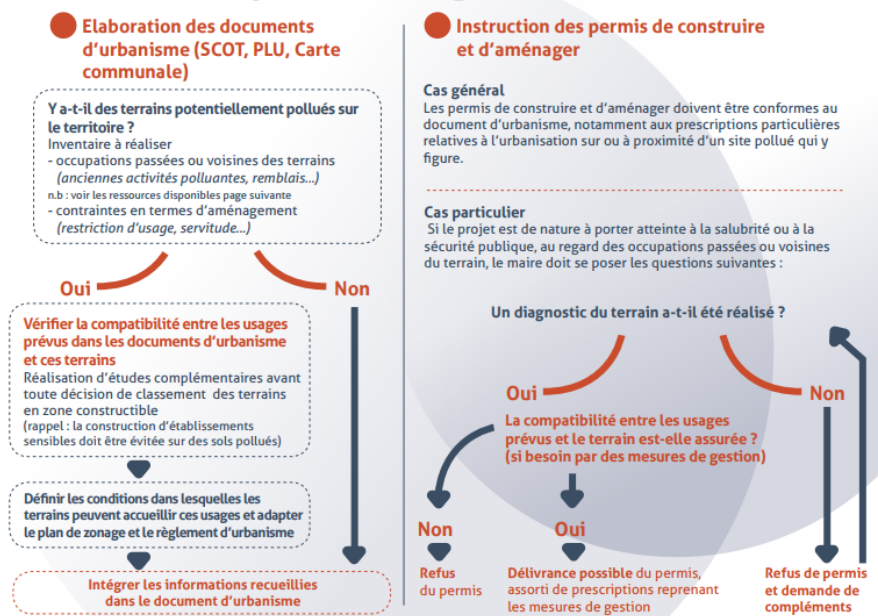 Elaboration des documents
d'urbanisme (SCOT, PLU, Carte
communale)
Y a-t-il des terrains potentiellement pollués sur
le territoire ?
Inventaire à réaliser
- occupations passées ou voisines des terrains
(anciennes activités polluantes, remblais...)
n.b : voir les ressources disponibles page suivante
- contraintes en termes d'aménagement
(restriction d'usage, servitude...)
Oui
Non
Vérifier la compatibilité entre les usages
prévus dans les documents d'urbanisme
et ces terrains
Réalisation d'études complémentaires avant
toute décision de classement des terrains
en zone constructible
(rappel : la construction d'établissements
sensibles doit être évitée sur des sols pollués)
Définir les conditions dans lesquelles les
terrains peuvent accueillir ces usages et adapter
le plan de zonage et le règlement d'urbanisme
Intégrer les informations recueillies
dans le document d'urbanisme
Instruction des permis de construire
et d'aménager
Cas général
Les permis de construire et d'aménager doivent être conformes au
document d'urbanisme, notamment aux prescriptions particulières
relatives à l'urbanisation sur ou à proximité d'un site pollué qui y
figure.
Cas particulier
Si le projet est de nature à porter atteinte à la salubrité ou à la
sécurité publique, au regard des occupations passées ou voisines
du terrain, le maire doit se poser les questions suivantes :
Un diagnostic du terrain a-t-il été réalisé ?
Oui
Non
La compatibilité entre les usages
prévus et le terrain est-elle assurée ?
(si besoin par des mesures de gestion)
Non
Oui
Refus
du permis
Délivrance possible du permis,
assorti de prescriptions reprenant
les mesures de gestion
Refus de permis
et demande de
compléments